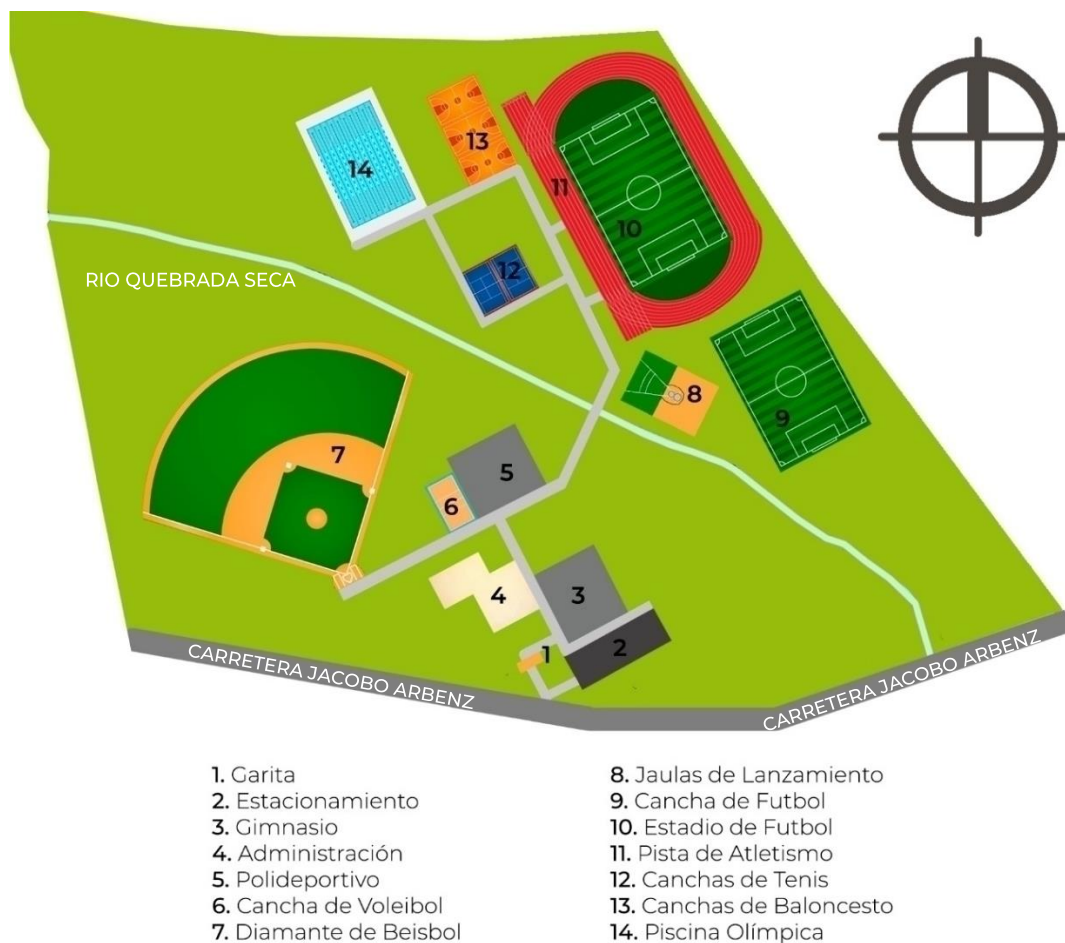 14
13
11
10
12
RIO QUEBRADA SECA
8
9
7
5
6
4
3
2
1
CARRETERA JACOBO ARBENZ
CARRETERA JACOBO ARBENZ
1. Garita
2. Estacionamiento
3. Gimnasio
4. Administración
5. Polideportivo
6. Cancha de Voleibol
7. Diamante de Beisbol
8. Jaulas de Lanzamiento
9. Cancha de Futbol
10. Estadio de Futbol
11. Pista de Atletismo
12. Canchas de Tenis
13. Canchas de Baloncesto
14. Piscina Olímpica